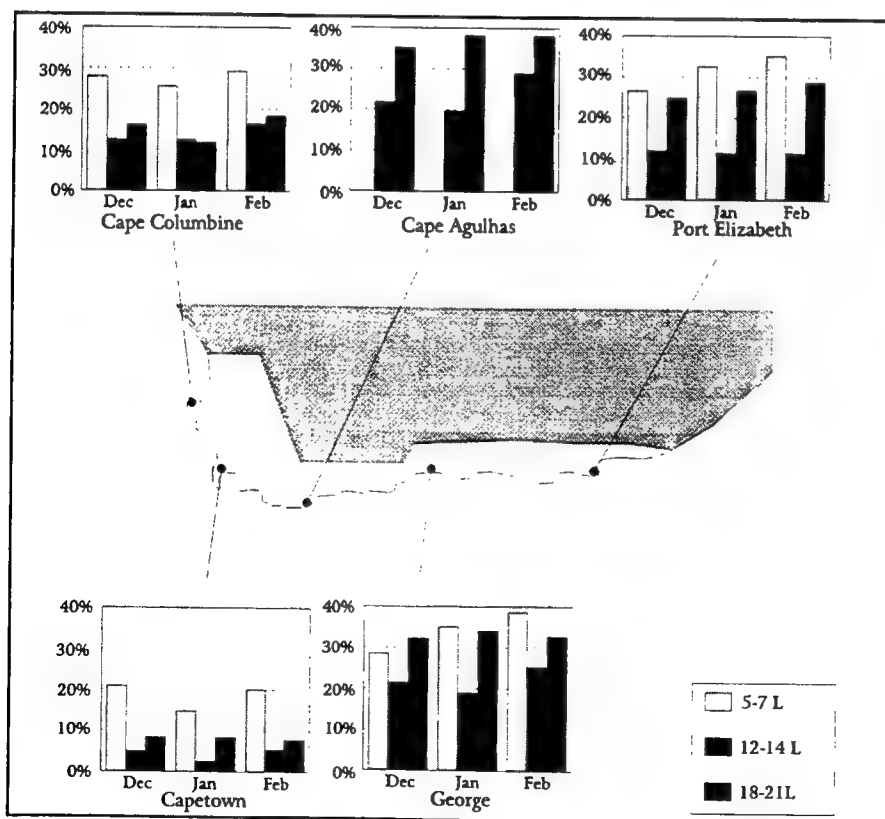 40%
30%
20%
10%
0%
Dec Jan Feb
Cape Columbine
40%
30%
20%
10%
0%
Dec Jan Feb
Cape Agulhas
40%
30%
20%
10%
0%
Dec Jan Feb
Port Elizabeth
40%
30%
20%
10%
0%
Dec Jan Feb
Capetown
40%
30%
20%
10%
0%
Dec Jan Feb
George
5-7 L
12-14 L
18-21L